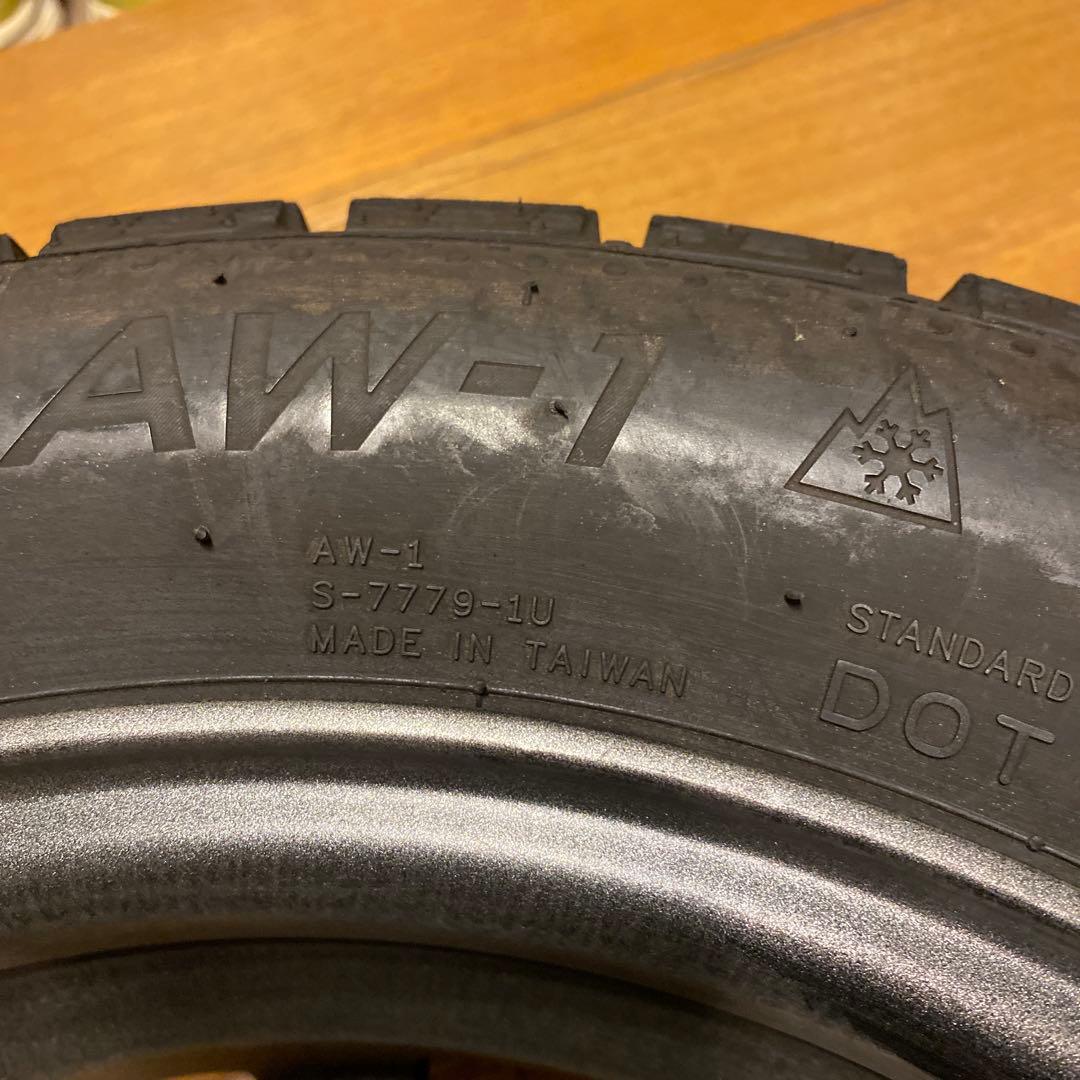 AW-1
AW-1
S-7779-1U
MADE IN TAIWAN
STANDARD
DOT